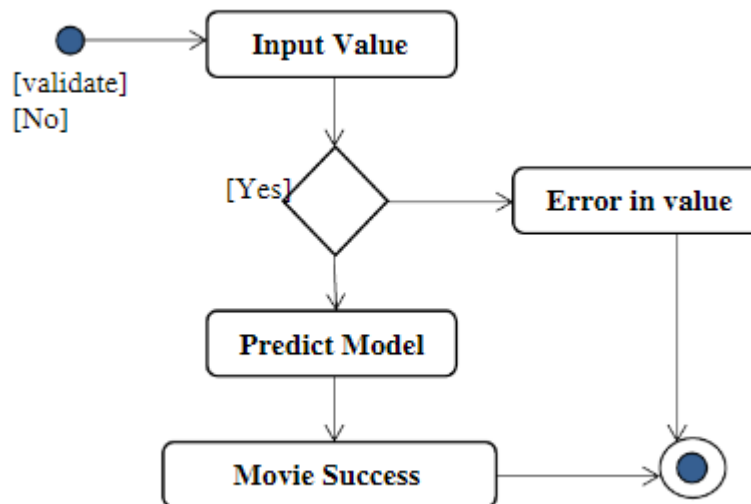 Input Value
[validate]
[No]
[Yes]
Error in value
Predict Model
Movie Success